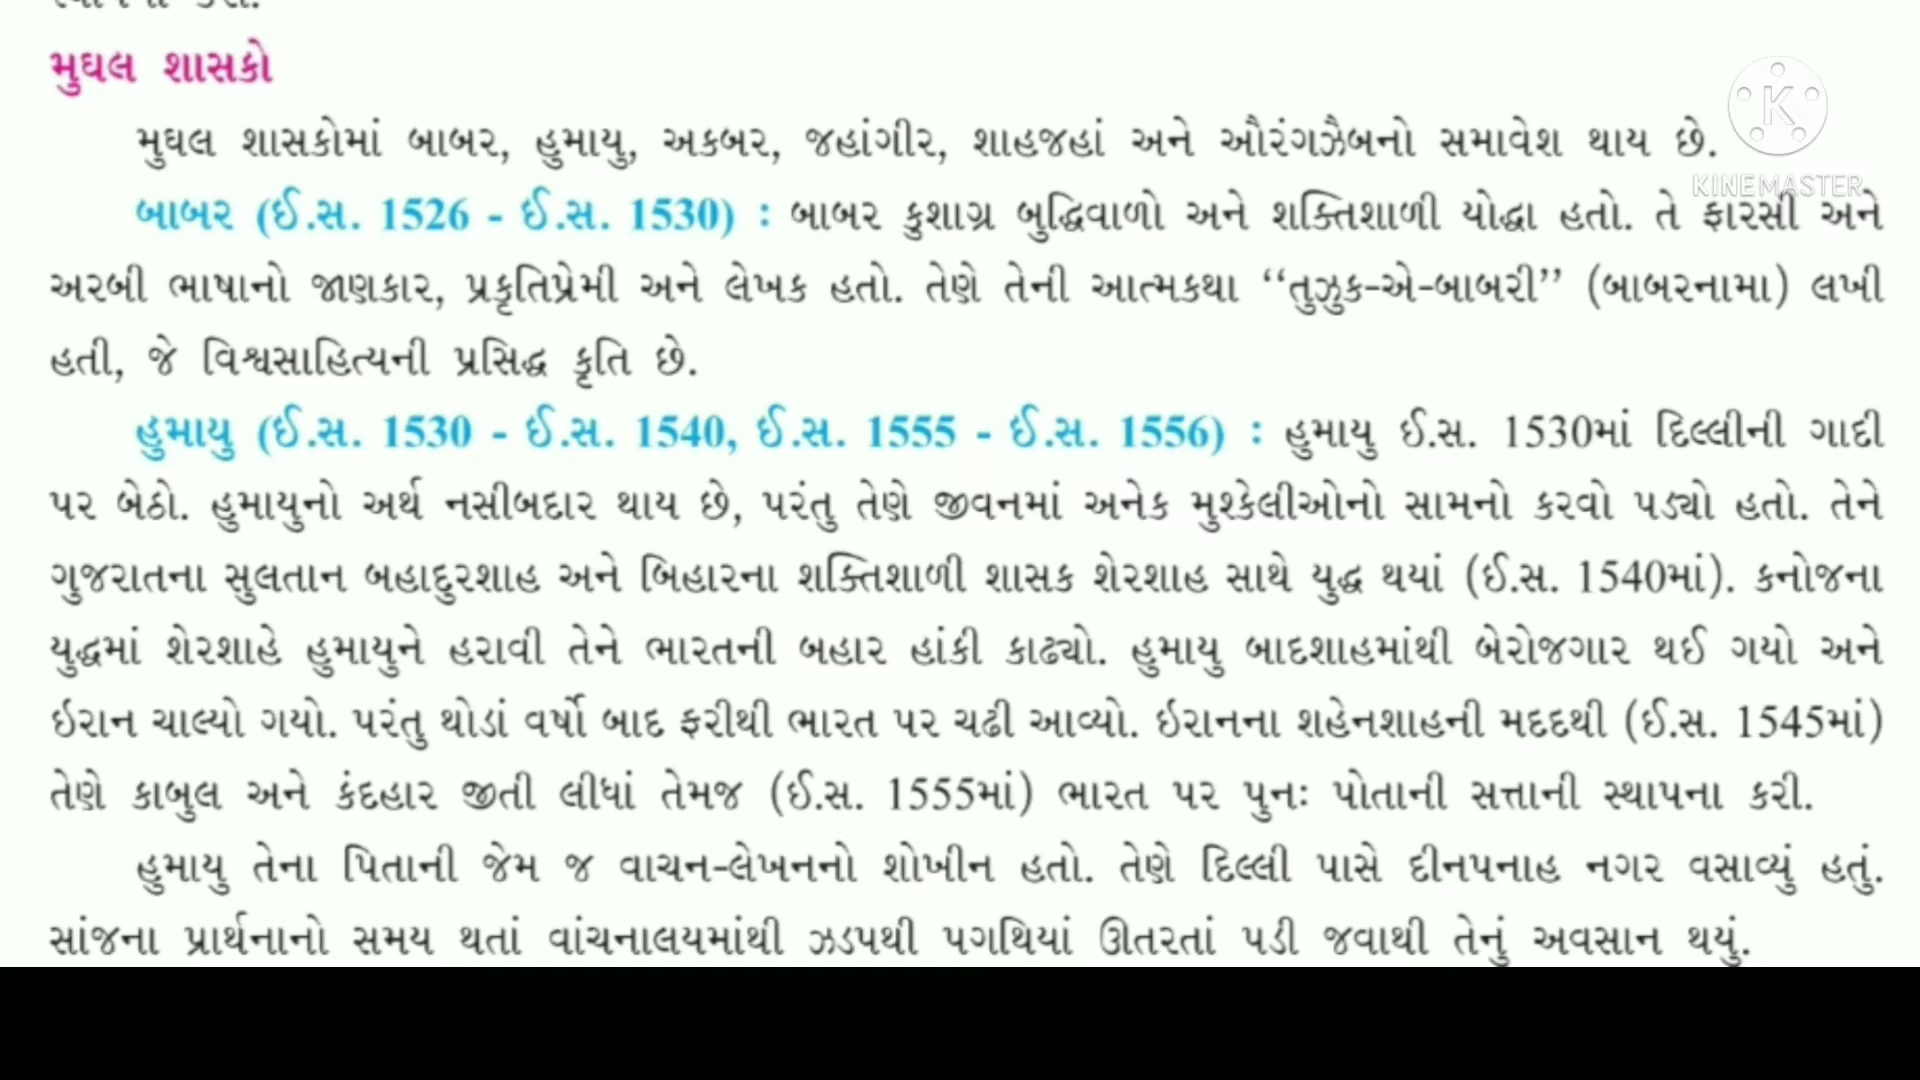 મુઘલ શાસકો
મુઘલ શાસકોમાં બાબર, હુમાયુ, અકબર, જહાંગીર, શાહજહાં અને ઔરંગઝૈબનો સમાવેશ થાય છે.
KINEMASTER
બાબર (ઈ.સ. 1526 - ઈ.સ. 1530) : બાબર કુશાગ્ર બુદ્ધિવાળો અને શક્તિશાળી યોદ્ધા હતો. તે ફારસી અને
અરબી ભાષાનો જાણકાર, પ્રકૃતિપ્રેમી અને લેખક હતો. તેણે તેની આત્મકથા “તુઝુક-એ-બાબરી” (બાબરનામા) લખી
હતી, જે વિશ્વસાહિત્યની પ્રસિદ્ધ કૃતિ છે.
હુમાયુ (ઈ.સ. 1530 - ઈ.સ. 1540, ઈ.સ. 1555 - ઈ.સ. 1556) : હુમાયુ ઈ.સ. 1530માં દિલ્લીની ગાદી
પર બેઠો. હુમાયુનો અર્થ નસીબદાર થાય છે, પરંતુ તેણે જીવનમાં અનેક મુશ્કેલીઓનો સામનો કરવો પડ્યો હતો. તેને
ગુજરાતના સુલતાન બહાદુરશાહ અને બિહારના શક્તિશાળી શાસક શેરશાહ સાથે યુદ્ધ થયાં (ઈ.સ. 1540માં). કનોજના
યુદ્ધમાં શેરશાહે હુમાયુને હરાવી તેને ભારતની બહાર હાંકી કાઢ્યો. હુમાયુ બાદશાહમાંથી બેરોજગાર થઈ ગયો અને
ઇરાન ચાલ્યો ગયો. પરંતુ થોડાં વર્ષો બાદ ફરીથી ભારત પર ચઢી આવ્યો. ઇરાનના શહેનશાહની મદદથી (ઈ.સ. 1545માં)
તેણે કાબુલ અને કંદહાર જીતી લીધાં તેમજ (ઈ.સ. 1555માં) ભારત પર પુનઃ પોતાની સત્તાની સ્થાપના કરી.
હુમાયુ તેના પિતાની જેમ જ વાચન-લેખનનો શોખીન હતો. તેણે દિલ્લી પાસે દીનપનાહ નગર વસાવ્યું હતું.
સાંજના પ્રાર્થનાનો સમય થતાં વાંચનાલયમાંથી ઝડપથી પગથિયાં ઊતરતાં પડી જવાથી તેનું અવસાન થયું.